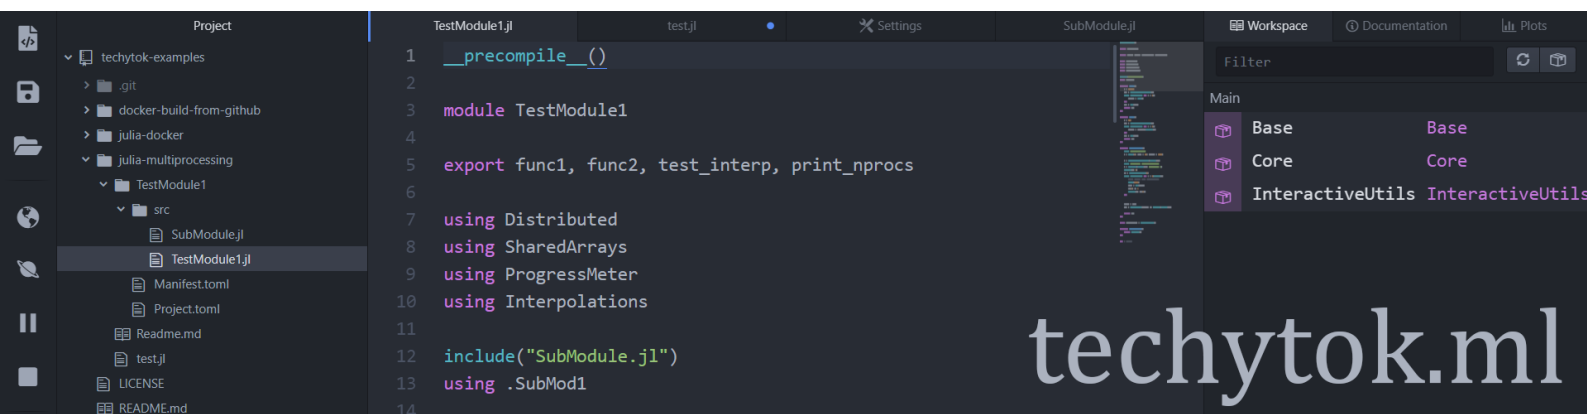 Project
techytok-examples
.git
docker-build-from-github
julia-docker
julia-multiprocessing
TestModule1
src
SubModule.jl
TestModule1.jl
Manifest.toml
Project.toml
Readme.md
test.jl
LICENSE
README.md
TestModule1.jl
test.jl
Settings
SubModule.jl
1 __precompile__()
2
3 module TestModule1
4
5 export func1, func2, test_interp, print_nprocs
6
7 using Distributed
8 using SharedArrays
9 using ProgressMeter
10 using Interpolations
11
12 include("SubModule.jl")
13 using .SubMod1
14
Workspace
Documentation
Plots
Filter
Main
Base Base
Core Core
InteractiveUtils InteractiveUtils
techytok.ml